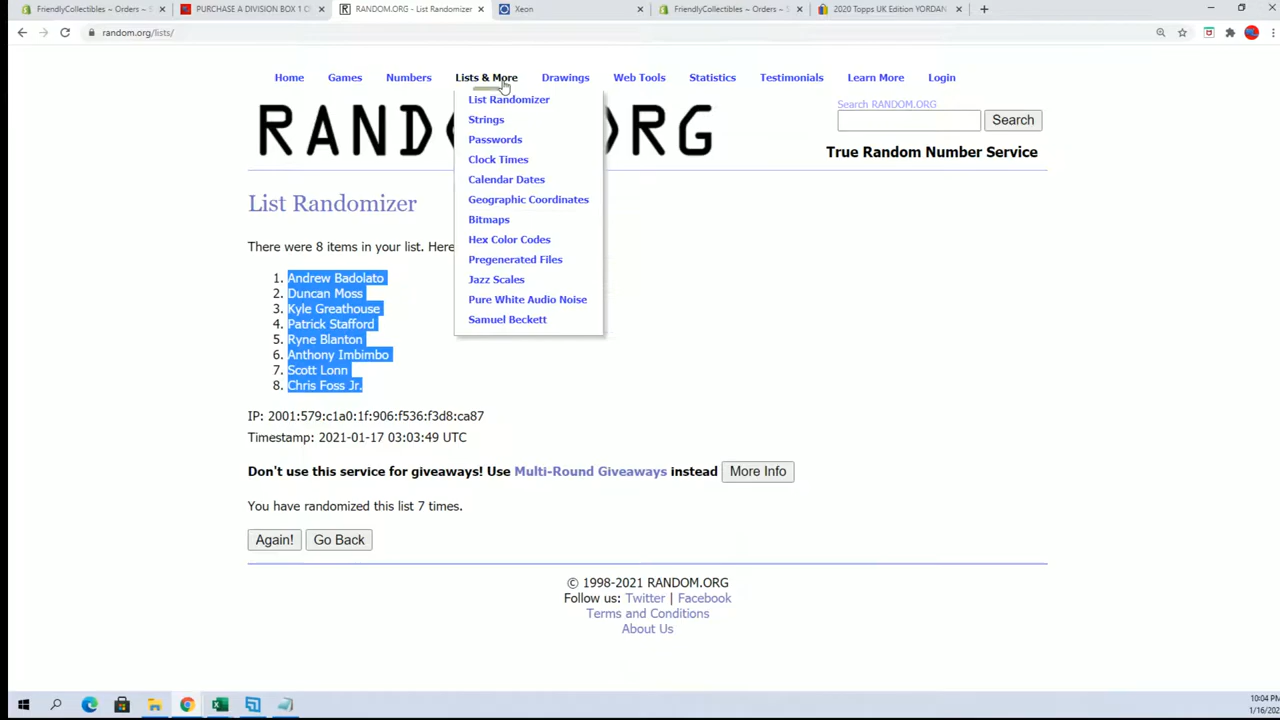 FriendlyCollectibles ~ Orders ~ S
PURCHASE A DIVISION BOX 1 O
RANDOM.ORG - List Randomizer
Xeon
FriendlyCollectibles ~ Orders ~ S
2020 Topps UK Edition YORDAN
random.org/lists/
Home Games Numbers Lists & More Drawings Web Tools Statistics Testimonials Learn More Login
List Randomizer
Strings
Passwords
Clock Times
Calendar Dates
Geographic Coordinates
Bitmaps
Hex Color Codes
Pregenerated Files
Jazz Scales
Pure White Audio Noise
Samuel Beckett
RAND
RG
Search RANDOM.ORG
Search
True Random Number Service
List Randomizer
There were 8 items in your list. Here
1. Andrew Badolato
2. Duncan Moss
3. Kyle Greathouse
4. Patrick Stafford
5. Ryne Blanton
6. Anthony Imbimbo
7. Scott Lonn
8. Chris Foss Jr.
IP: 2001:579:c1a0:1f:906:f536:f3d8:ca87
Timestamp: 2021-01-17 03:03:49 UTC
Don't use this service for giveaways! Use Multi-Round Giveaways instead More Info
You have randomized this list 7 times.
Again! Go Back
© 1998-2021 RANDOM.ORG
Follow us: Twitter | Facebook
Terms and Conditions
About Us
10:04 PM
1/16/202